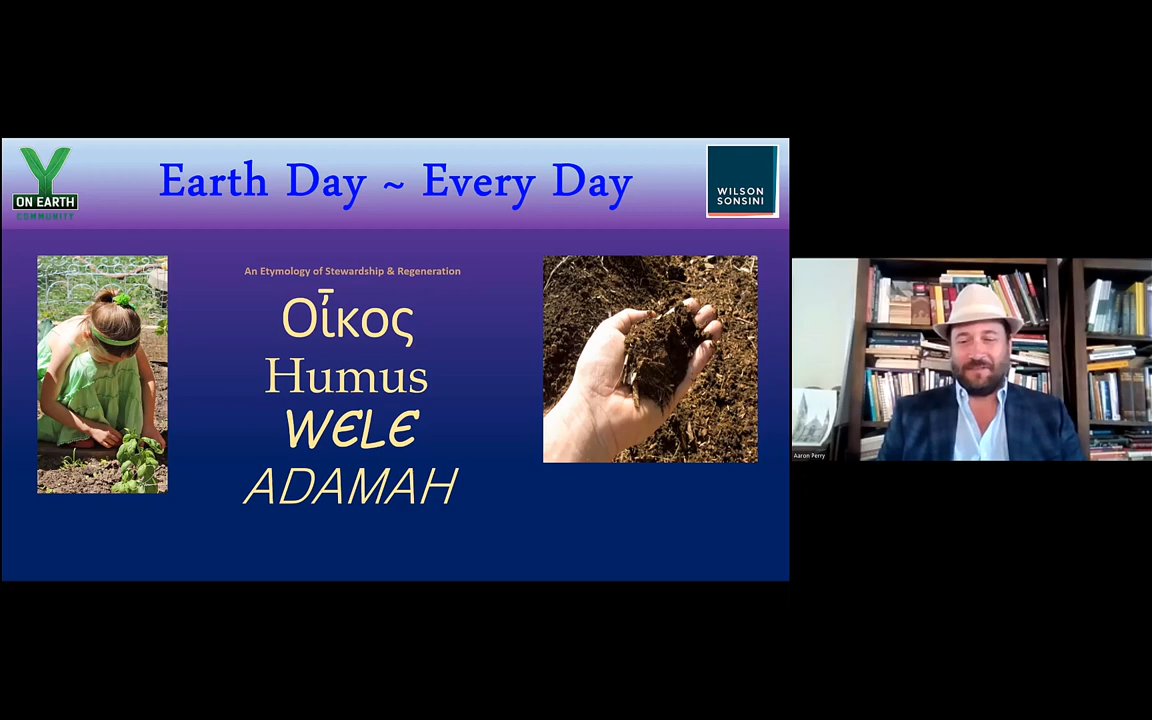 Y
ON EARTH
COMMUNITY
Earth Day ~ Every Day
WILSON
SONSINI
An Etymology of Stewardship & Regeneration
Οἶκος
Humus
WELE
ADAMAH
Aaron Perry